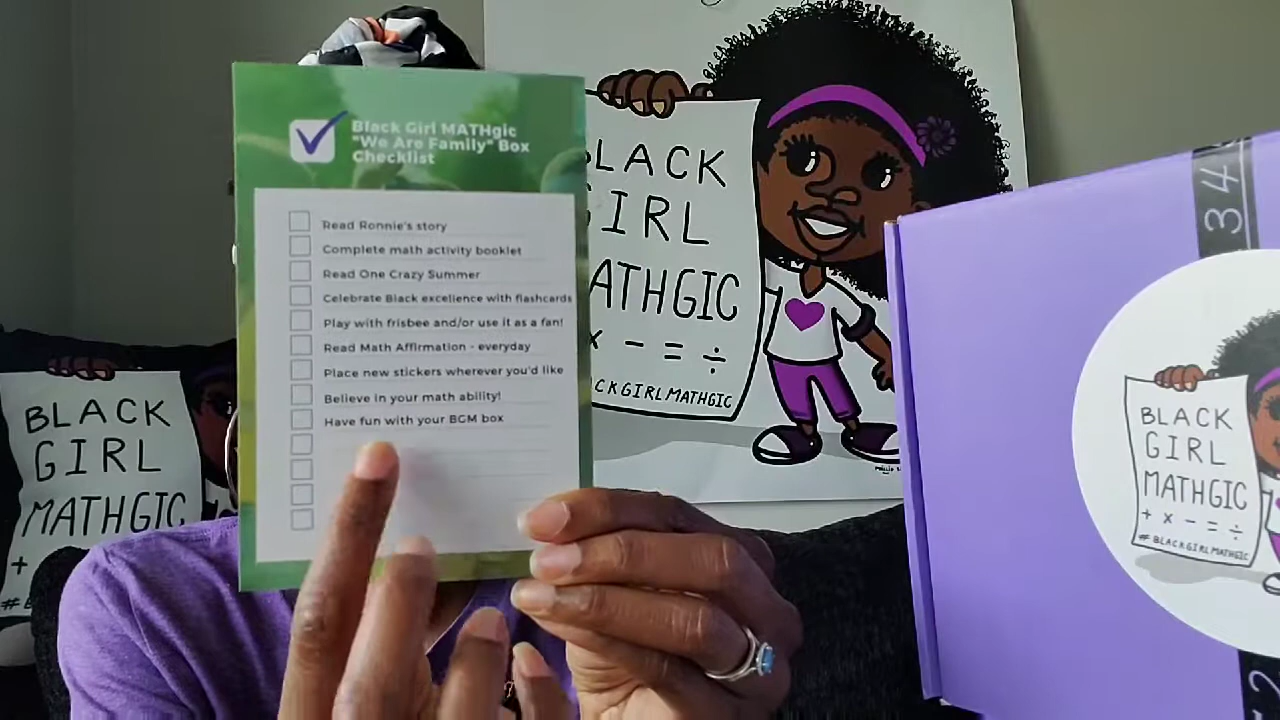 Black Girl MATHgic
"We Are Family" Box
Checklist
Read Ronnie's story
Complete math activity booklet
Read One Crazy Summer
Celebrate Black excellence with flashcards
Play with frisbee and/or use it as a fan!
Read Math Affirmation - everyday
Place new stickers wherever you'd like
Believe in your math ability!
Have fun with your BGM box
BLACK
GIRL
MATHGIC
x - = ÷
BLACKGIRLMATHGIC
BLACK
GIRL
MATHGIC
+
#
34
BLACK
GIRL
MATHGIC
+ x - = ÷
#BLACKGIRLMATHGIC
2